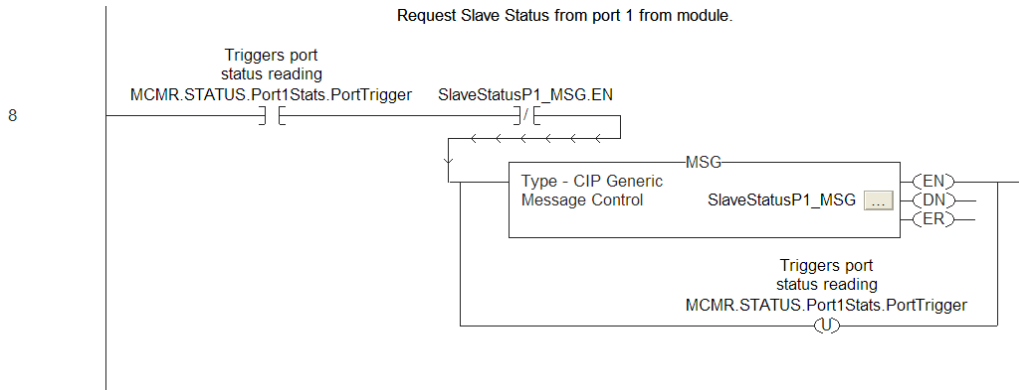 Request Slave Status from port 1 from module.
Triggers port
status reading
MCMR.STATUS.Port1Stats.PortTrigger
SlaveStatusP1_MSG.EN
8
/
MSG
Type - CIP Generic
Message Control
SlaveStatusP1_MSG
...
EN
DN
ER
Triggers port
status reading
MCMR.STATUS.Port1Stats.PortTrigger
U